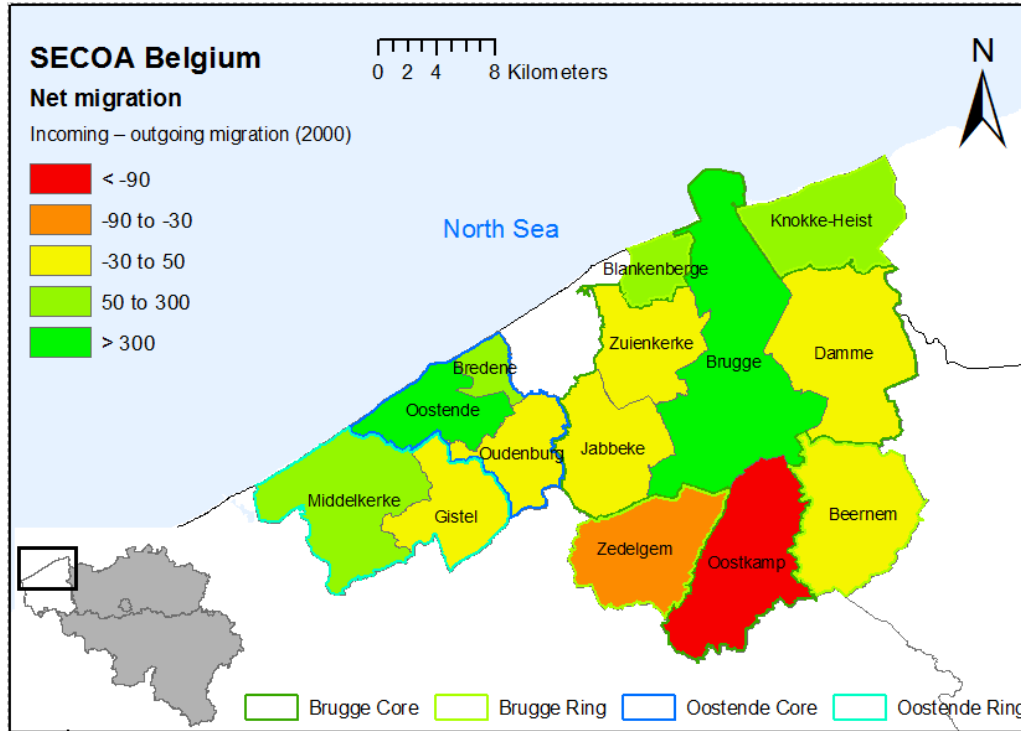 SECOA Belgium
Net migration
Incoming – outgoing migration (2000)
< -90
-90 to -30
-30 to 50
50 to 300
> 300
0 2 4 8 Kilometers
N
North Sea
Knokke-Heist
Blankenberge
Zuienkerke
Brugge
Damme
Bredene
Oostende
Oudenburg
Jabbeke
Middelkerke
Gistel
Beernem
Zedelgem
Oostkamp
Brugge Core
Brugge Ring
Oostende Core
Oostende Ring